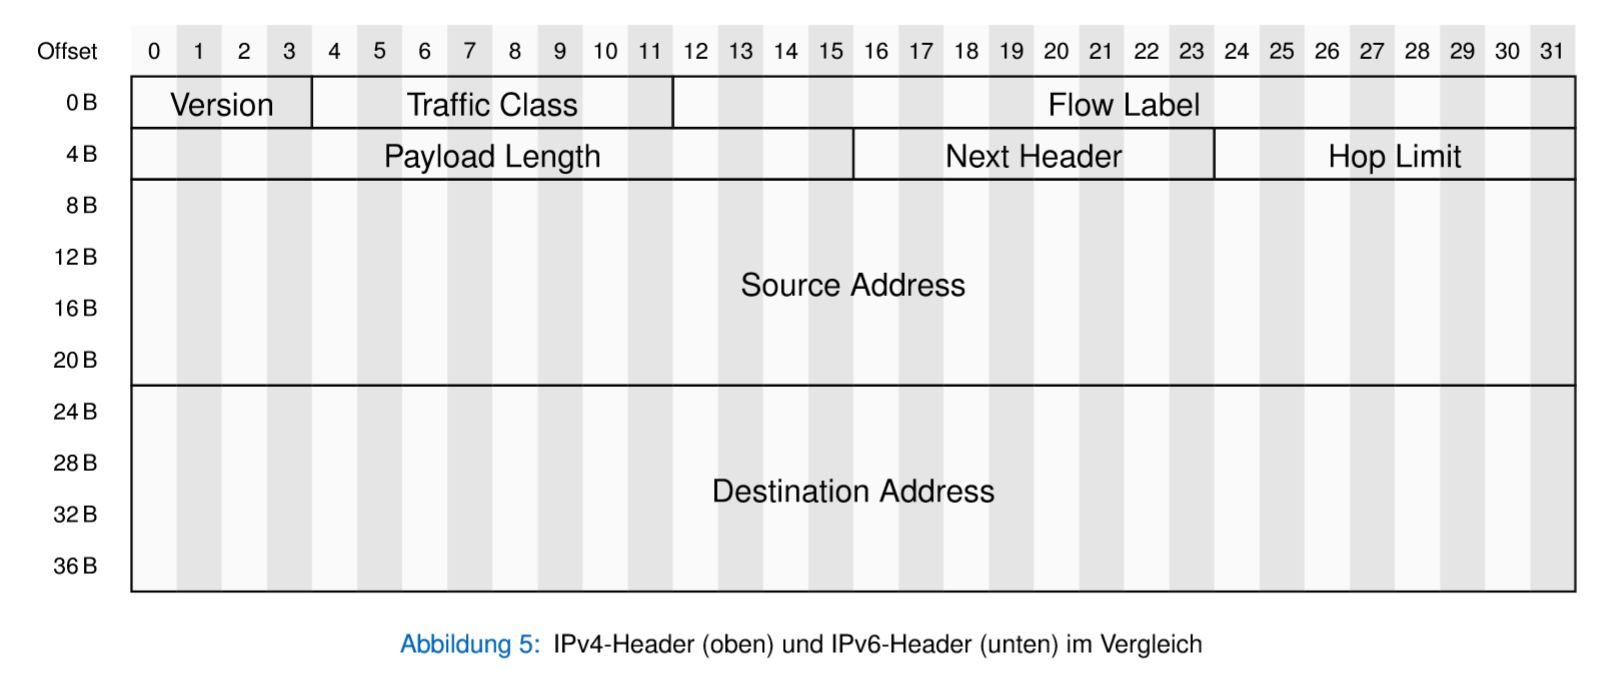 Offset 0 1 2 3 4 5 6 7 8 9 10 11 12 13 14 15 16 17 18 19 20 21 22 23 24 25 26 27 28 29 30 31
0 B Version Traffic Class Flow Label
4 B Payload Length Next Header Hop Limit
8 B
12 B
Source Address
16 B
20 B
24 B
28 B
Destination Address
32 B
36 B
Abbildung 5: IPv4-Header (oben) und IPv6-Header (unten) im Vergleich